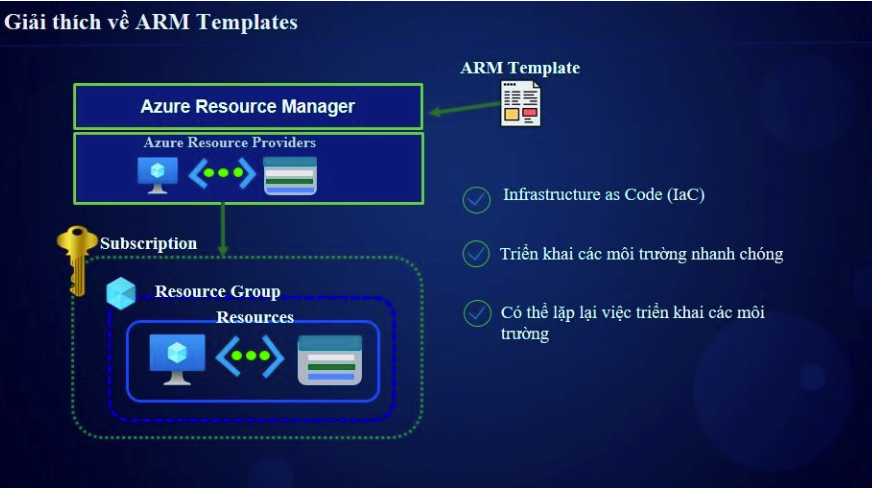 Giải thích về ARM Templates
ARM Template
Azure Resource Manager
Azure Resource Providers
Subscription
Resource Group
Resources
Infrastructure as Code (IaC)
Triển khai các môi trường nhanh chóng
Có thể lặp lại việc triển khai các môi
trường